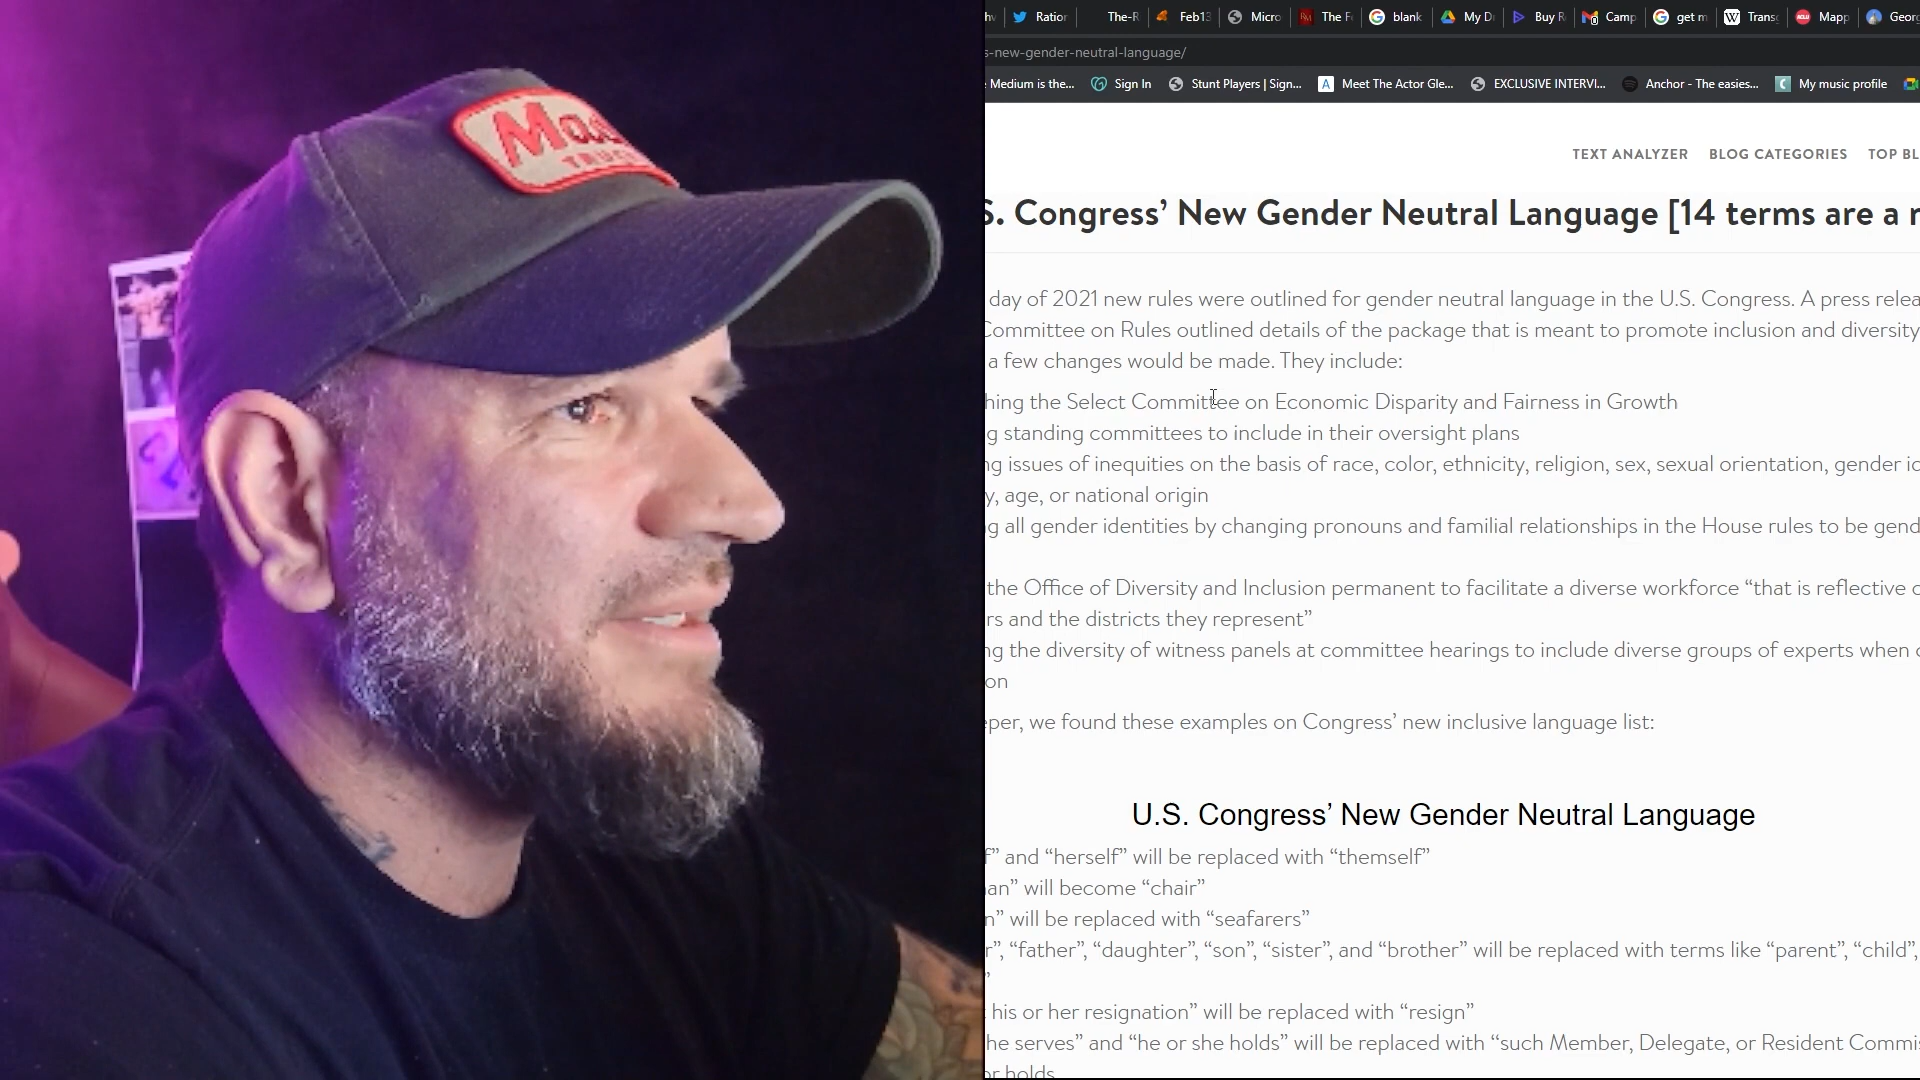 Mac
TRUC
Ratior The-R Feb13 Micro The F blank My D Buy R Camp get m Trans Mapp Georg
s-new-gender-neutral-language/
Medium is the... Sign In Stunt Players | Sign... Meet The Actor Gle... EXCLUSIVE INTERVI... Anchor - The easies... My music profile
TEXT ANALYZER BLOG CATEGORIES TOP BL
S. Congress’ New Gender Neutral Language [14 terms are a
day of 2021 new rules were outlined for gender neutral language in the U.S. Congress. A press relea
Committee on Rules outlined details of the package that is meant to promote inclusion and diversity
a few changes would be made. They include:
hing the Select Committee on Economic Disparity and Fairness in Growth
g standing committees to include in their oversight plans
ng issues of inequities on the basis of race, color, ethnicity, religion, sex, sexual orientation, gender
y, age, or national origin
ng all gender identities by changing pronouns and familial relationships in the House rules to be gend
the Office of Diversity and Inclusion permanent to facilitate a diverse workforce “that is reflective
rs and the districts they represent”
ng the diversity of witness panels at committee hearings to include diverse groups of experts when
on
eper, we found these examples on Congress’ new inclusive language list:
U.S. Congress’ New Gender Neutral Language
f” and “herself” will be replaced with “themself”
an” will become “chair”
n” will be replaced with “seafarers”
r”, “father”, “daughter”, “son”, “sister”, and “brother” will be replaced with terms like “parent”, “child”,
”
his or her resignation” will be replaced with “resign”
he serves” and “he or she holds” will be replaced with “such Member, Delegate, or Resident Commis
or holds